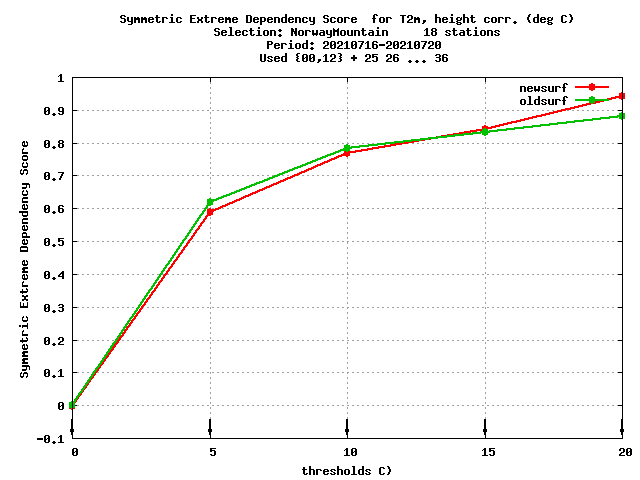 Symmetric Extreme Dependency Score  for T2m, height corr. (deg C)
Selection: NorwayMountain     18 stations
Period: 20210716-20210720
Used {00,12} + 25 26 ... 36
newsurf
oldsurf
Symmetric Extreme Dependency Score
1
0.9
0.8
0.7
0.6
0.5
0.4
0.3
0.2
0.1
0
-0.1
0 5 10 15 20
thresholds C)